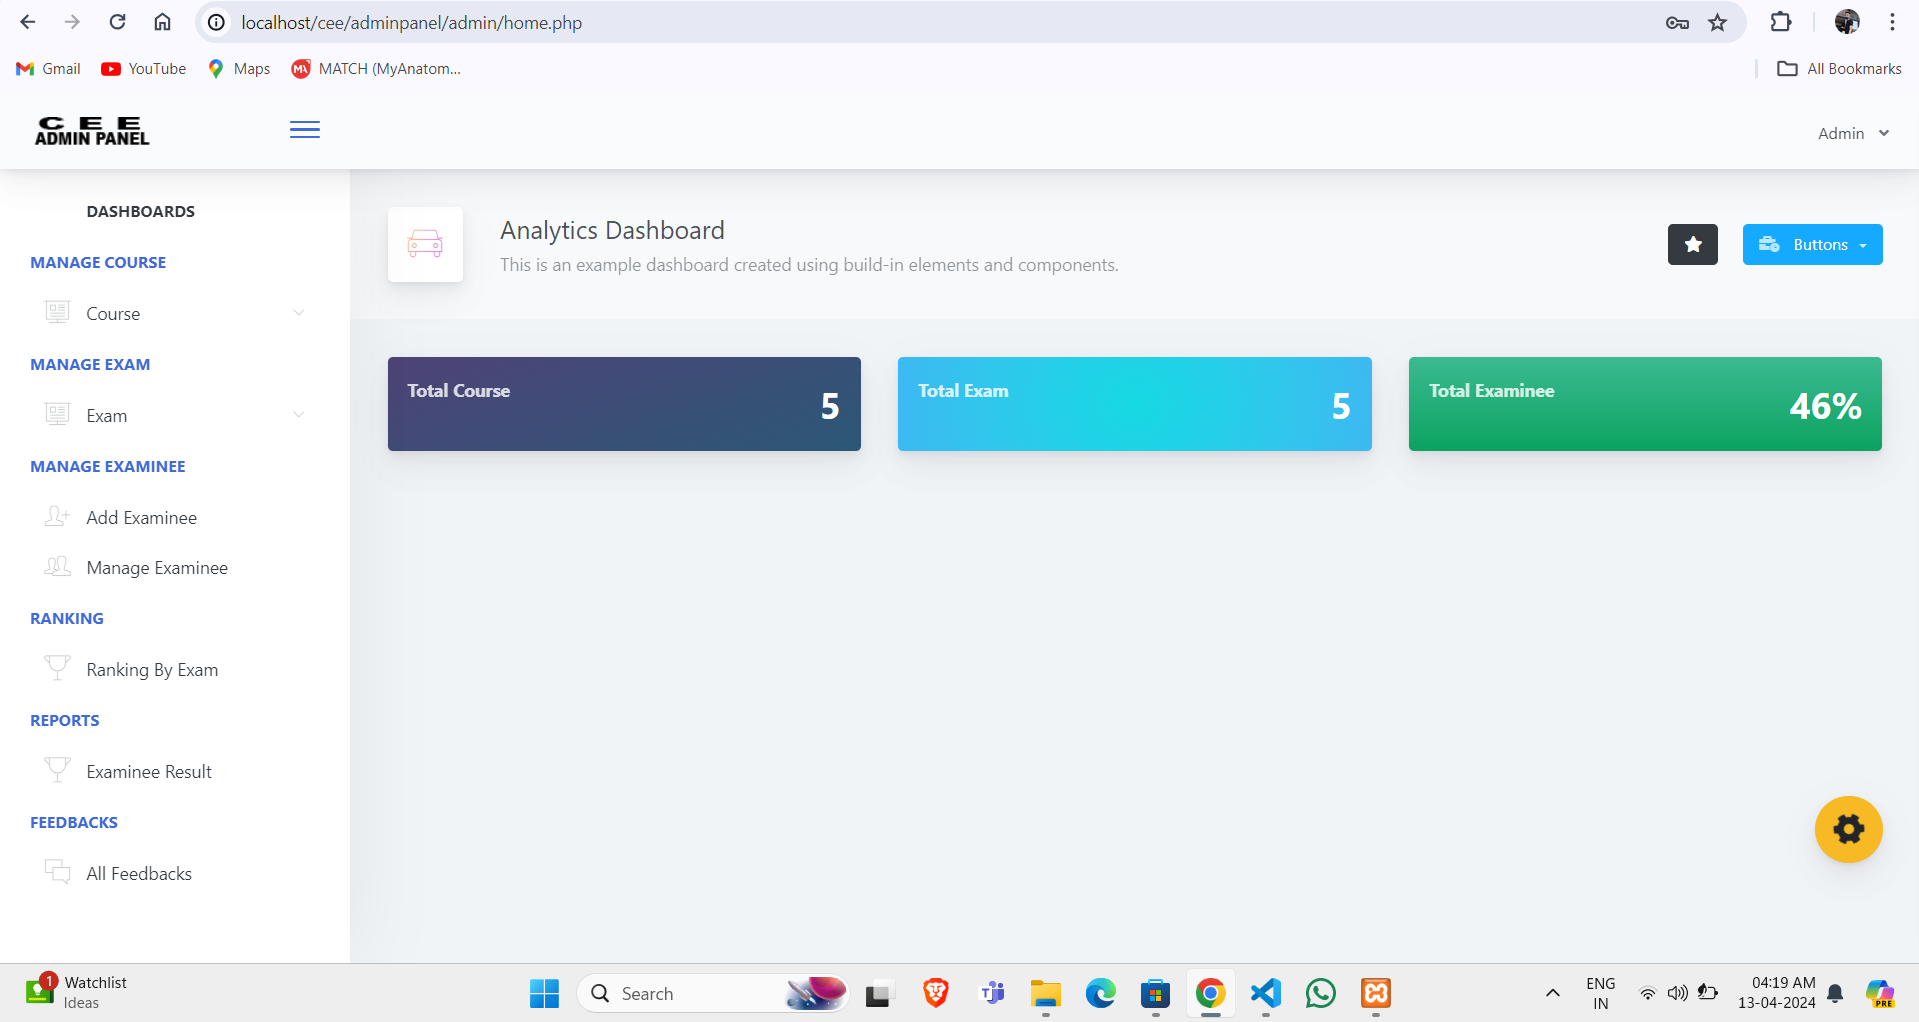 localhost/cee/adminpanel/admin/home.php
Gmail YouTube Maps MATCH (MyAnatom... All Bookmarks
CEE
ADMIN PANEL
Admin
DASHBOARDS
MANAGE COURSE
Course
MANAGE EXAM
Exam
MANAGE EXAMINEE
Add Examinee
Manage Examinee
RANKING
Ranking By Exam
REPORTS
Examinee Result
FEEDBACKS
All Feedbacks
Analytics Dashboard
This is an example dashboard created using build-in elements and components.
Buttons
Total Course 5
Total Exam 5
Total Examinee 46%
1
Watchlist
Ideas
Search
PRE
ENG
IN
04:19 AM
13-04-2024